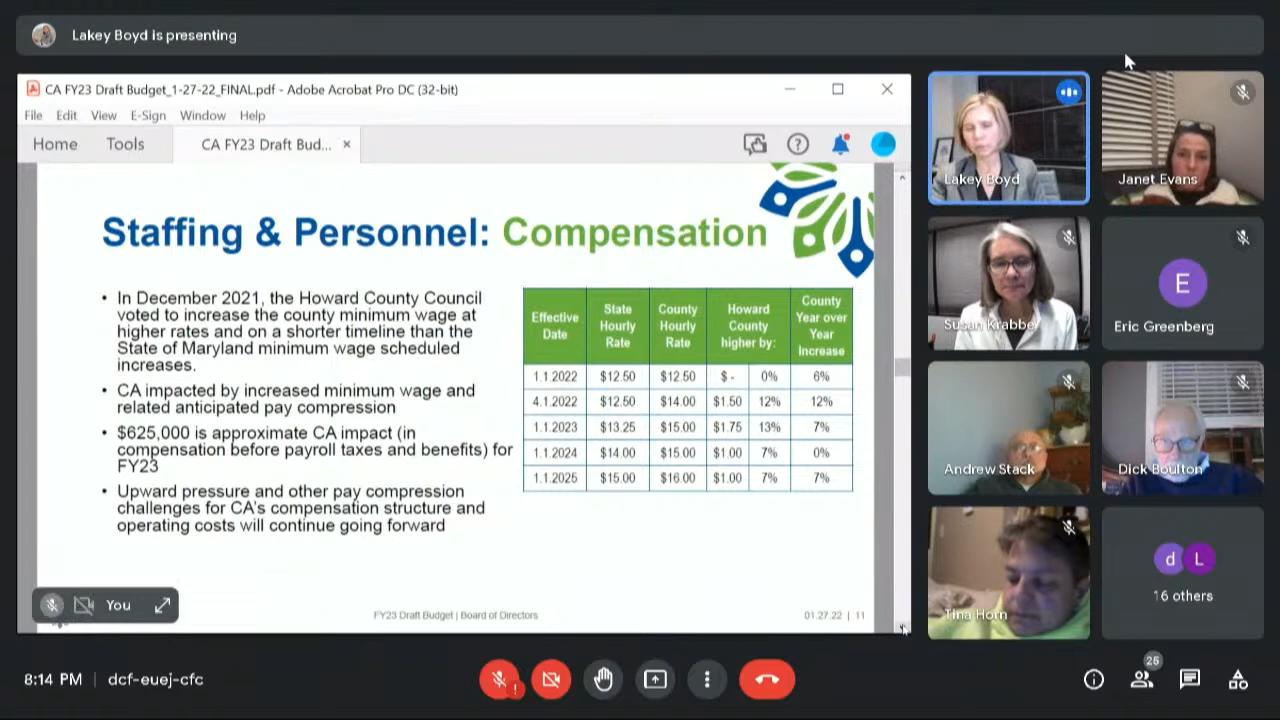 Lakey Boyd is presenting
CA FY23 Draft Budget_1-27-22_FINAL.pdf - Adobe Acrobat Pro DC (32-bit)
File Edit View E-Sign Window Help
Home Tools CA FY23 Draft Bud... ×
Staffing & Personnel: Compensation
• In December 2021, the Howard County Council
voted to increase the county minimum wage at
higher rates and on a shorter timeline than the
State of Maryland minimum wage scheduled
increases.
• CA impacted by increased minimum wage and
related anticipated pay compression
• $625,000 is approximate CA impact (in
compensation before payroll taxes and benefits) for
FY23
• Upward pressure and other pay compression
challenges for CA's compensation structure and
operating costs will continue going forward
Effective
Date
State
Hourly
Rate
County
Hourly
Rate
Howard
County
higher by:
County
Year over
Year
Increase
1.1.2022 $12.50 $12.50 $ - 0% 6%
4.1.2022 $12.50 $14.00 $1.50 12% 12%
1.1.2023 $13.25 $15.00 $1.75 13% 7%
1.1.2024 $14.00 $15.00 $1.00 7% 0%
1.1.2025 $15.00 $16.00 $1.00 7% 7%
You
FY23 Draft Budget | Board of Directors
01.27.22 | 11
Lakey Boyd
Janet Evans
Susan Krabbe
E
Eric Greenberg
Andrew Stack
Dick Boulton
Tina Horn
d L
16 others
8:14 PM | dcf-euej-cfc
!
25